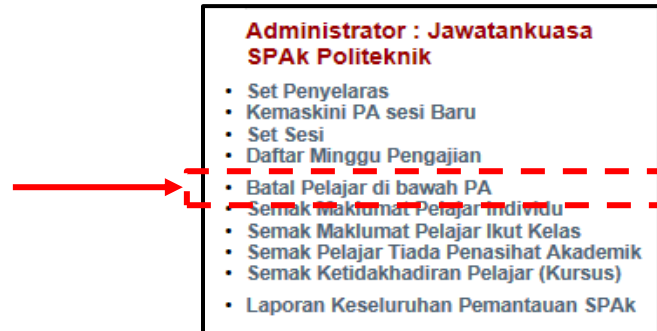 Administrator : Jawatankuasa
SPAk Politeknik
• Set Penyelaras
• Kemaskini PA sesi Baru
• Set Sesi
• Daftar Minggu Pengajian
• Batal Pelajar di bawah PA
• Semak Maklumat Pelajar Individu
• Semak Maklumat Pelajar Ikut Kelas
• Semak Pelajar Tiada Penasihat Akademik
• Semak Ketidakhadiran Pelajar (Kursus)
• Laporan Keseluruhan Pemantauan SPAk